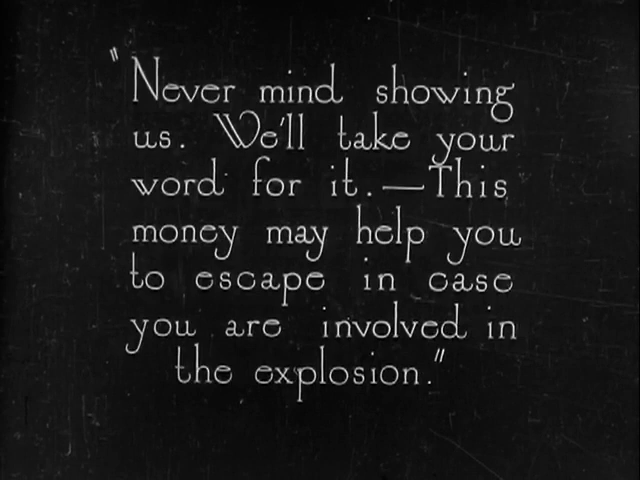 "Never mind showing
us. We'll take your
word for it.—This
money may help you
to escape in case
you are involved in
the explosion."